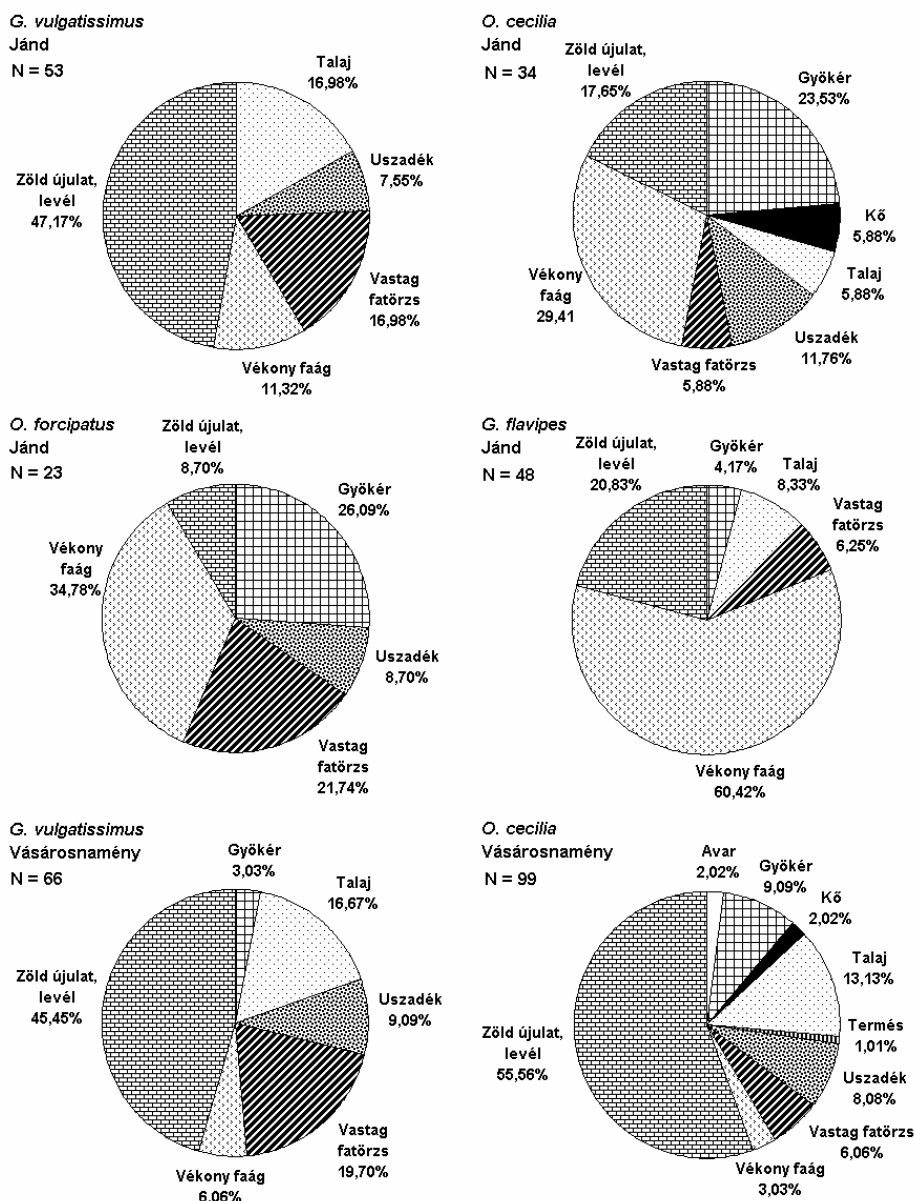 G. vulgatissimus
Jánd
N = 53
Talaj
16,98%
Uszadék
7,55%
Vastag
fatörzs
16,98%
Vékony faág
11,32%
Zöld újulat,
levél
47,17%
O. cecilia
Jánd
N = 34
Zöld újulat,
levél
17,65%
Gyökér
23,53%
Kő
5,88%
Talaj
5,88%
Uszadék
11,76%
Vastag fatörzs
5,88%
Vékony
faág
29,41
O. forcipatus
Jánd
N = 23
Zöld újulat,
levél
8,70%
Gyökér
26,09%
Uszadék
8,70%
Vastag
fatörzs
21,74%
Vékony
faág
34,78%
G. flavipes
Jánd
N = 48
Zöld újulat,
levél
20,83%
Gyökér
4,17%
Talaj
8,33%
Vastag
fatörzs
6,25%
Vékony faág
60,42%
G. vulgatissimus
Vásárosnamény
N = 66
Gyökér
3,03%
Talaj
16,67%
Uszadék
9,09%
Vastag
fatörzs
19,70%
Vékony faág
6,06%
Zöld újulat,
levél
45,45%
O. cecilia
Vásárosnamény
N = 99
Avar
2,02%
Gyökér
9,09%
Kő
2,02%
Talaj
13,13%
Termés
1,01%
Uszadék
8,08%
Vastag fatörzs
6,06%
Vékony faág
3,03%
Zöld újulat,
levél
55,56%